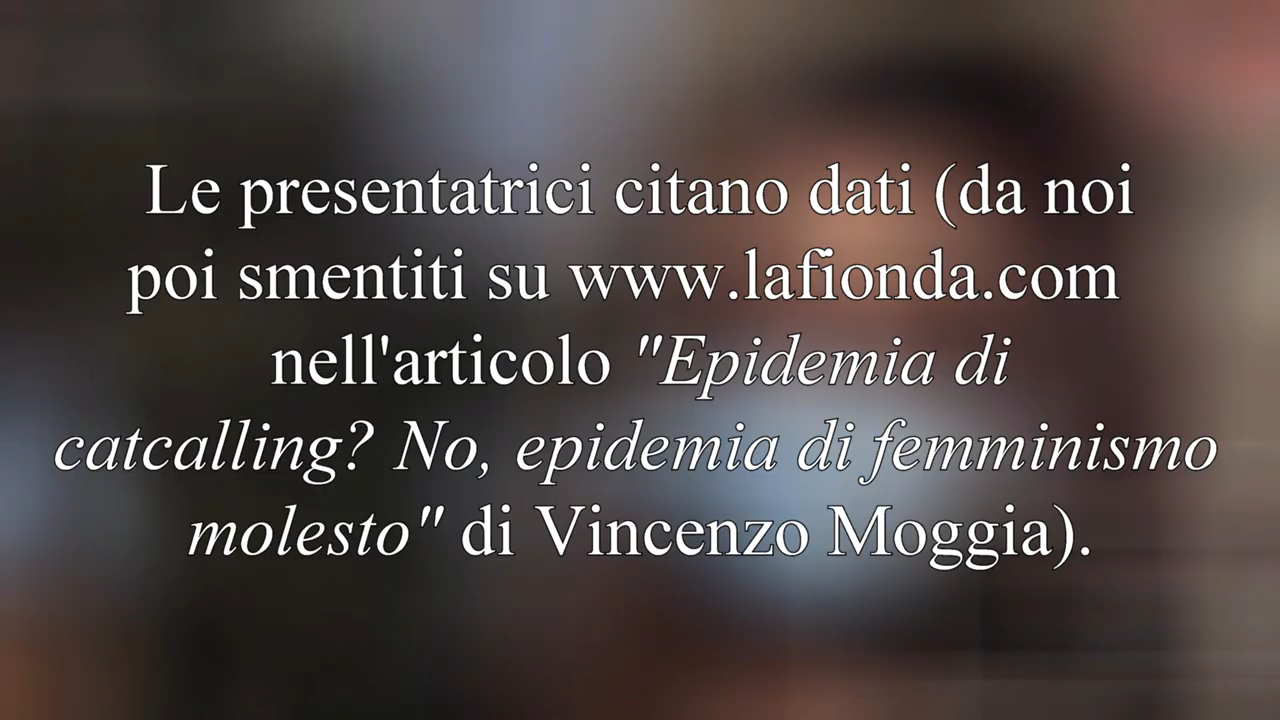 Le presentatrici citano dati (da noi
poi smentiti su www.lafionda.com
nell'articolo "Epidemia di
catcalling? No, epidemia di femminismo
molesto" di Vincenzo Moggia).